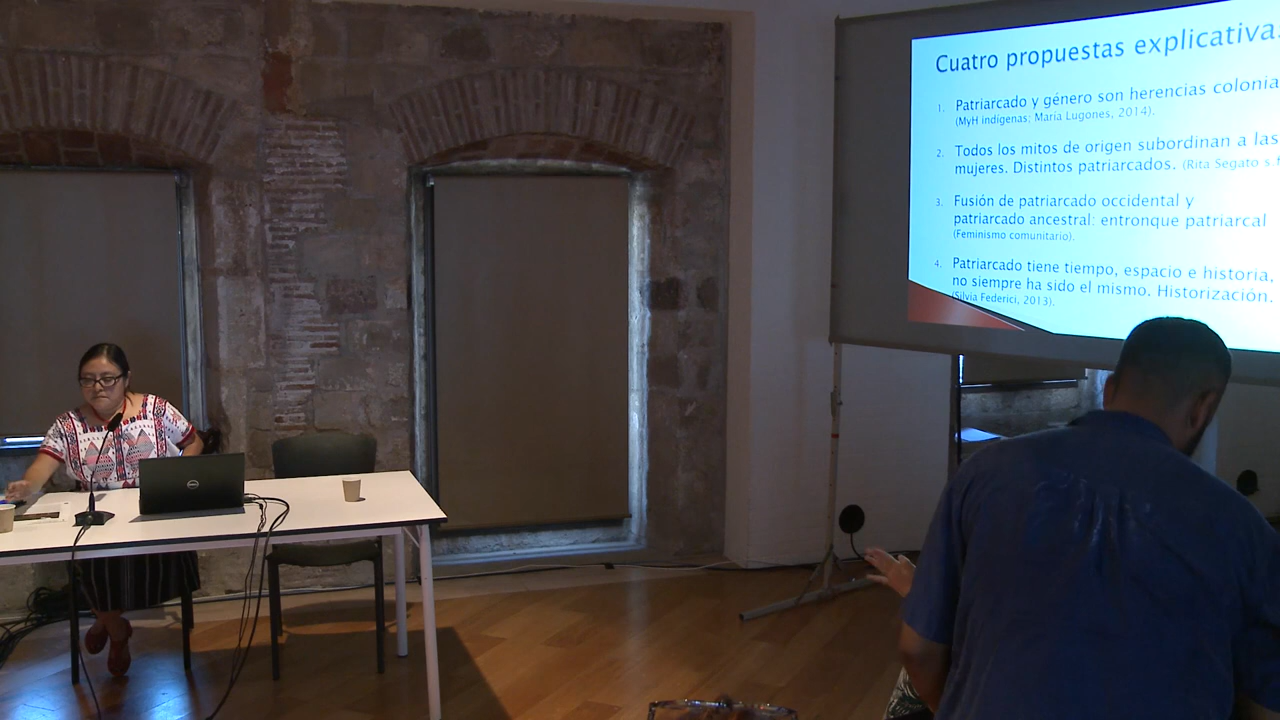 Cuatro propuestas explicativas
1. Patriarcado y género son herencias colonia
(MyH indígenas; María Lugones, 2014).
2. Todos los mitos de origen subordinan a las
mujeres. Distintos patriarcados. (Rita Segato s.f
3. Fusión de patriarcado occidental y
patriarcado ancestral: entronque patriarcal
(Feminismo comunitario).
4. Patriarcado tiene tiempo, espacio e historia,
no siempre ha sido el mismo. Historización.
(Silvia Federici, 2013).
DELL